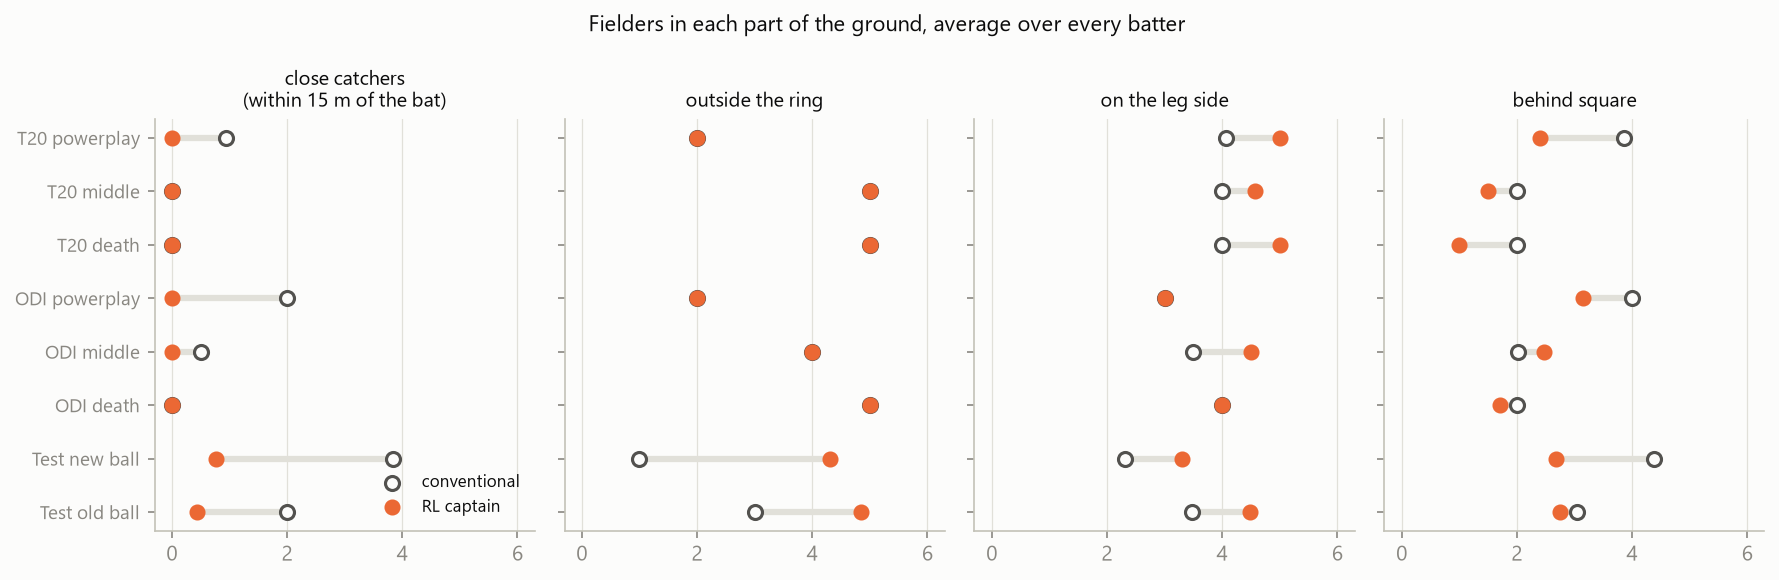 Fielders in each part of the ground, average over every batter
close catchers
(within 15 m of the bat)
outside the ring
on the leg side
behind square
T20 powerplay
T20 middle
T20 death
ODI powerplay
ODI middle
ODI death
Test new ball
Test old ball
conventional
RL captain
0 2 4 6
0 2 4 6
0 2 4 6
0 2 4 6